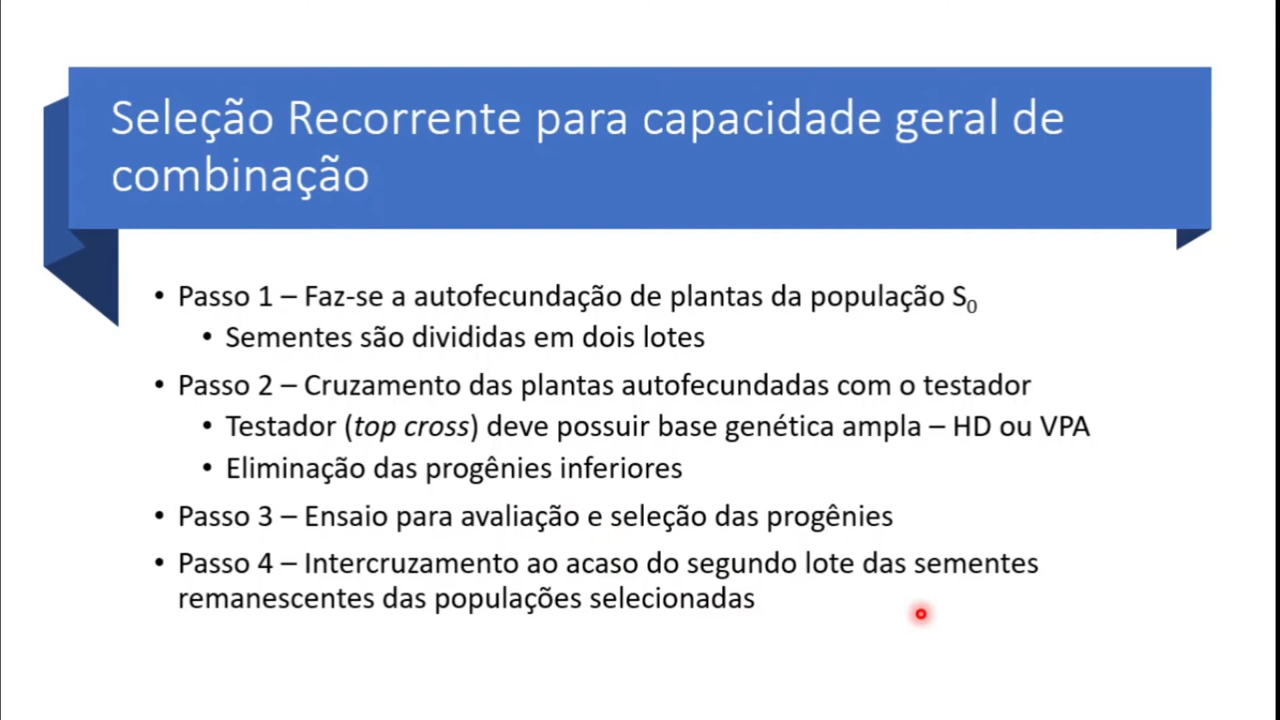 Seleção Recorrente para capacidade geral de
combinação
• Passo 1 – Faz-se a autofecundação de plantas da população S₀
• Sementes são divididas em dois lotes
• Passo 2 – Cruzamento das plantas autofecundadas com o testador
• Testador (top cross) deve possuir base genética ampla – HD ou VPA
• Eliminação das progênies inferiores
• Passo 3 – Ensaio para avaliação e seleção das progênies
• Passo 4 – Intercruzamento ao acaso do segundo lote das sementes
remanescentes das populações selecionadas